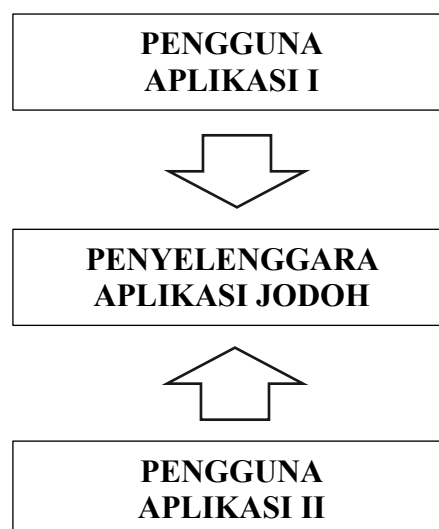 PENGGUNA
APLIKASI I
PENYELENGGARA
APLIKASI JODOH
PENGGUNA
APLIKASI II